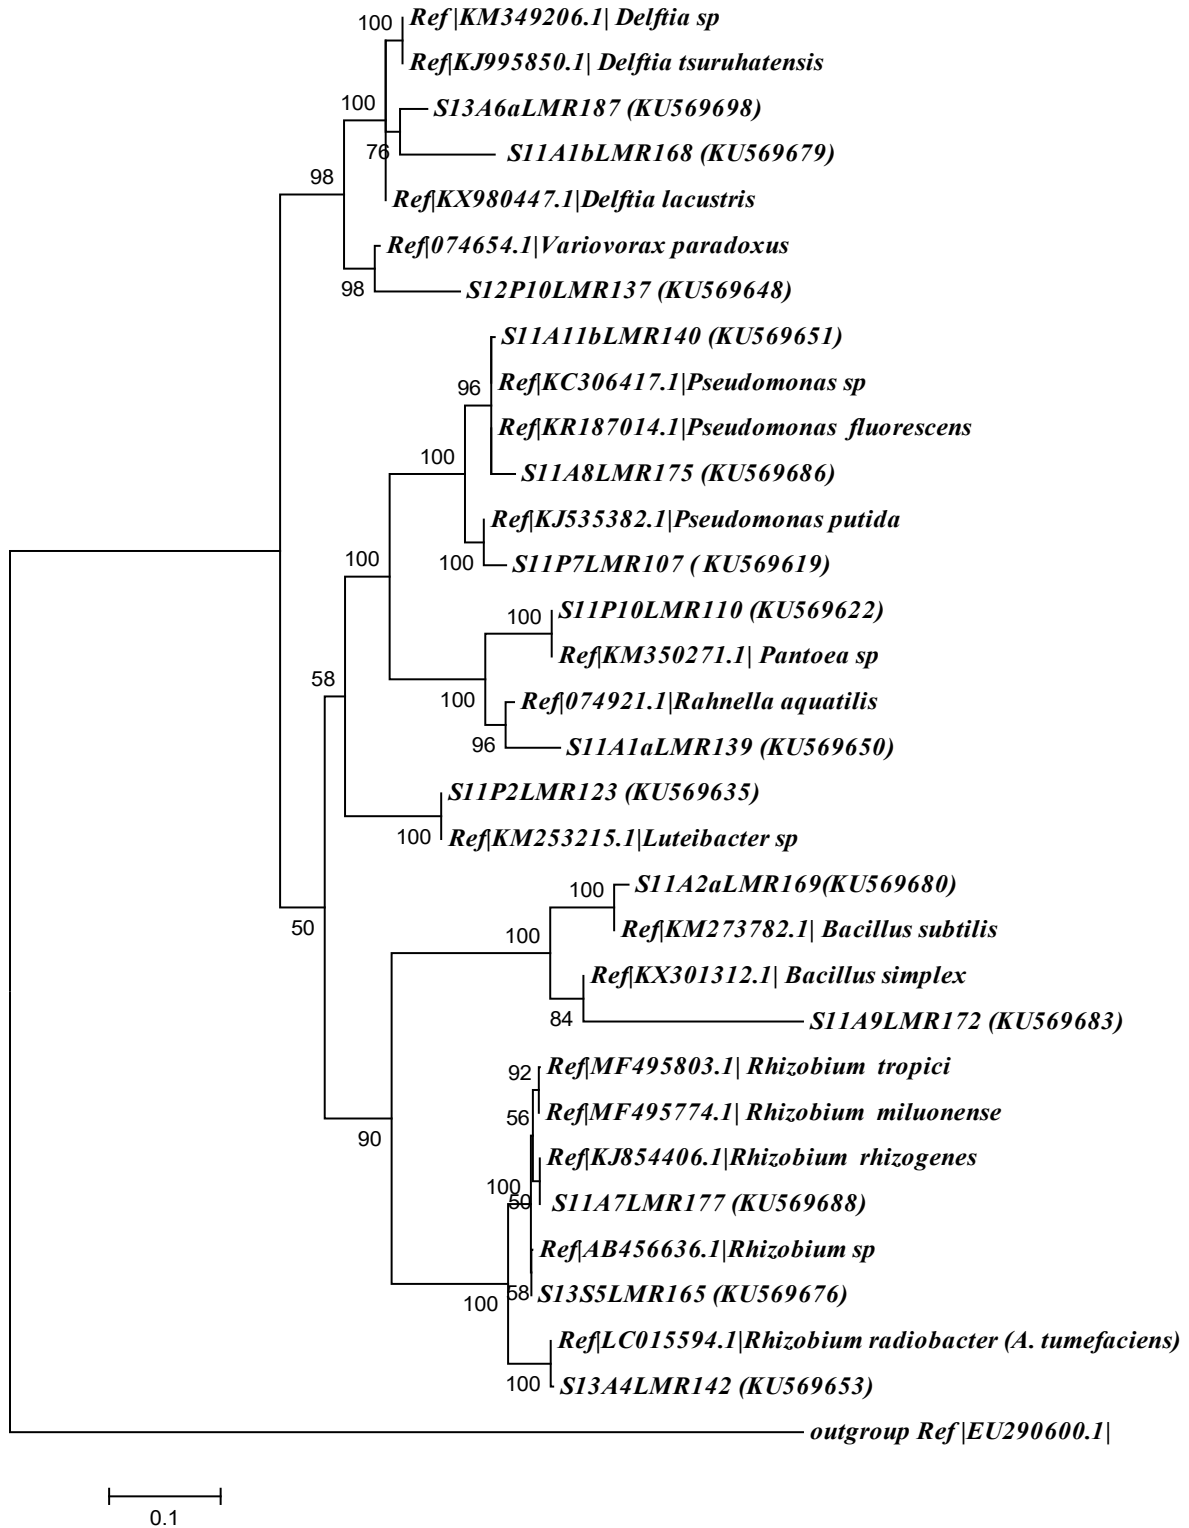 100
Ref|KM349206.1| Delftia sp
Ref|KJ995850.1| Delftia tsuruhatensis
100
S13A6aLMR187 (KU569698)
76
S11A1bLMR168 (KU569679)
98
Ref|KX980447.1|Delftia lacustris
Ref|074654.1|Variovorax paradoxus
98
S12P10LMR137 (KU569648)
S11A11bLMR140 (KU569651)
96
Ref|KC306417.1|Pseudomonas sp
Ref|KR187014.1|Pseudomonas fluorescens
100
S11A8LMR175 (KU569686)
Ref|KJ535382.1|Pseudomonas putida
100
100
S11P7LMR107 ( KU569619)
100
S11P10LMR110 (KU569622)
Ref|KM350271.1| Pantoea sp
58
100
Ref|074921.1|Rahnella aquatilis
96
S11A1aLMR139 (KU569650)
S11P2LMR123 (KU569635)
100
Ref|KM253215.1|Luteibacter sp
100
S11A2aLMR169(KU569680)
50
100
Ref|KM273782.1| Bacillus subtilis
Ref|KX301312.1| Bacillus simplex
84
S11A9LMR172 (KU569683)
92
Ref|MF495803.1| Rhizobium tropici
56
Ref|MF495774.1| Rhizobium miluonense
90
Ref|KJ854406.1|Rhizobium rhizogenes
100
50
S11A7LMR177 (KU569688)
Ref|AB456636.1|Rhizobium sp
100
58
S13S5LMR165 (KU569676)
Ref|LC015594.1|Rhizobium radiobacter (A. tumefaciens)
100
S13A4LMR142 (KU569653)
outgroup Ref|EU290600.1|
0.1